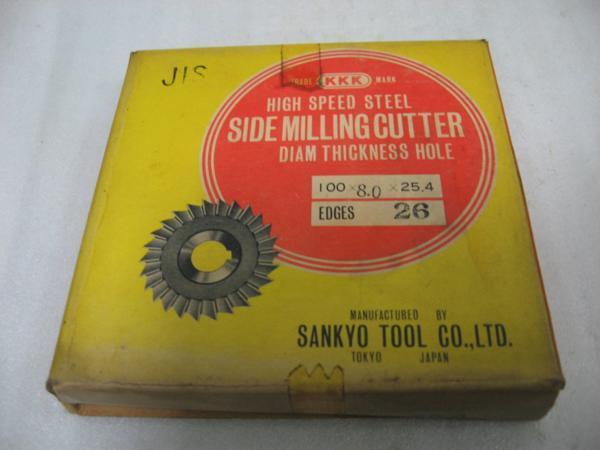 JIS
TRADE KKK MARK
HIGH SPEED STEEL
SIDE MILLING CUTTER
DIAM THICKNESS HOLE
100 × 8.0 × 25.4
EDGES 26
MANUFACTURED BY
SANKYO TOOL CO.,LTD.
TOKYO JAPAN